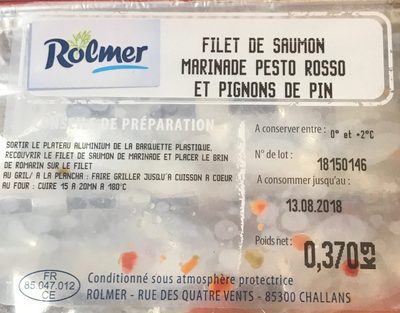 Rolmer
FILET DE SAUMON
MARINADE PESTO ROSSO
ET PIGNONS DE PIN
CONSEILS DE PRÉPARATION
SORTIR LE PLATEAU ALUMINIUM DE LA BARQUETTE PLASTIQUE,
RECOUVRIR LE FILET DE SAUMON DE MARINADE ET PLACER LE BRIN
DE ROMARIN SUR LE FILET
AU GRIL/ A LA PLANCHA : FAIRE GRILLER JUSQU'A CUISSON A COEUR
AU FOUR : CUIRE 15 A 20MN A 180°C
A conserver entre : 0° et +2°C
N° de lot :
18150146
A consommer jusqu'au :
13.08.2018
Poids net :
0,370KG
FR
85.047.012
CE
Conditionné sous atmosphère protectrice
ROLMER - RUE DES QUATRE VENTS - 85300 CHALLANS